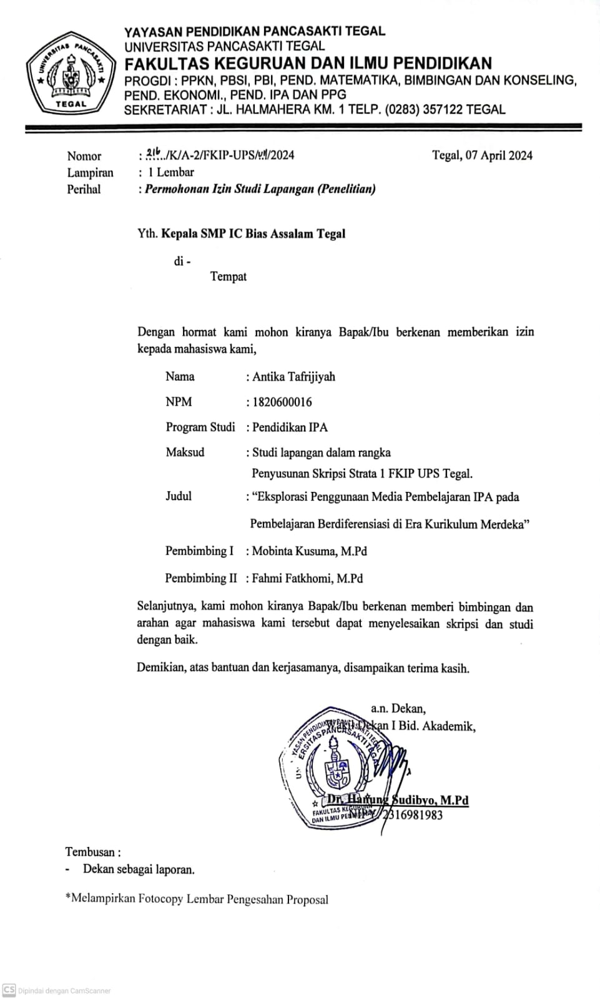 UNIVERSITAS PANCASAKTI
TEGAL
YAYASAN PENDIDIKAN PANCASAKTI TEGAL
UNIVERSITAS PANCASAKTI TEGAL
FAKULTAS KEGURUAN DAN ILMU PENDIDIKAN
PROGDI : PPKN, PBSI, PBI, PEND. MATEMATIKA, BIMBINGAN DAN KONSELING,
PEND. EKONOMI., PEND. IPA DAN PPG
SEKRETARIAT : JL. HALMAHERA KM. 1 TELP. (0283) 357122 TEGAL
Nomor : 216../K/A-2/FKIP-UPS/ /2024 Tegal, 07 April 2024
Lampiran : 1 Lembar
Perihal : Permohonan Izin Studi Lapangan (Penelitian)
Yth. Kepala SMP IC Bias Assalam Tegal
di -
Tempat
Dengan hormat kami mohon kiranya Bapak/Ibu berkenan memberikan izin
kepada mahasiswa kami,
Nama : Antika Tafrijiyah
NPM : 1820600016
Program Studi : Pendidikan IPA
Maksud : Studi lapangan dalam rangka
Penyusunan Skripsi Strata 1 FKIP UPS Tegal.
Judul : “Eksplorasi Penggunaan Media Pembelajaran IPA pada
Pembelajaran Berdiferensiasi di Era Kurikulum Merdeka”
Pembimbing I : Mobinta Kusuma, M.Pd
Pembimbing II : Fahmi Fatkhomi, M.Pd
Selanjutnya, kami mohon kiranya Bapak/Ibu berkenan memberi bimbingan dan
arahan agar mahasiswa kami tersebut dapat menyelesaikan skripsi dan studi
dengan baik.
Demikian, atas bantuan dan kerjasamanya, disampaikan terima kasih.
a.n. Dekan,
Wakil Dekan I Bid. Akademik,
YASAN PENDIDIKAN PANCASAKTI TEGAL
ERSITAS PANCASAKTI TEGAL
FAKULTAS KEGURUAN
DAN ILMU PENDIDIKAN
Dr. Hanung Sudibyo, M.Pd
NIPY. 2316981983
Tembusan :
- Dekan sebagai laporan.
*Melampirkan Fotocopy Lembar Pengesahan Proposal
CS Dipindai dengan CamScanner